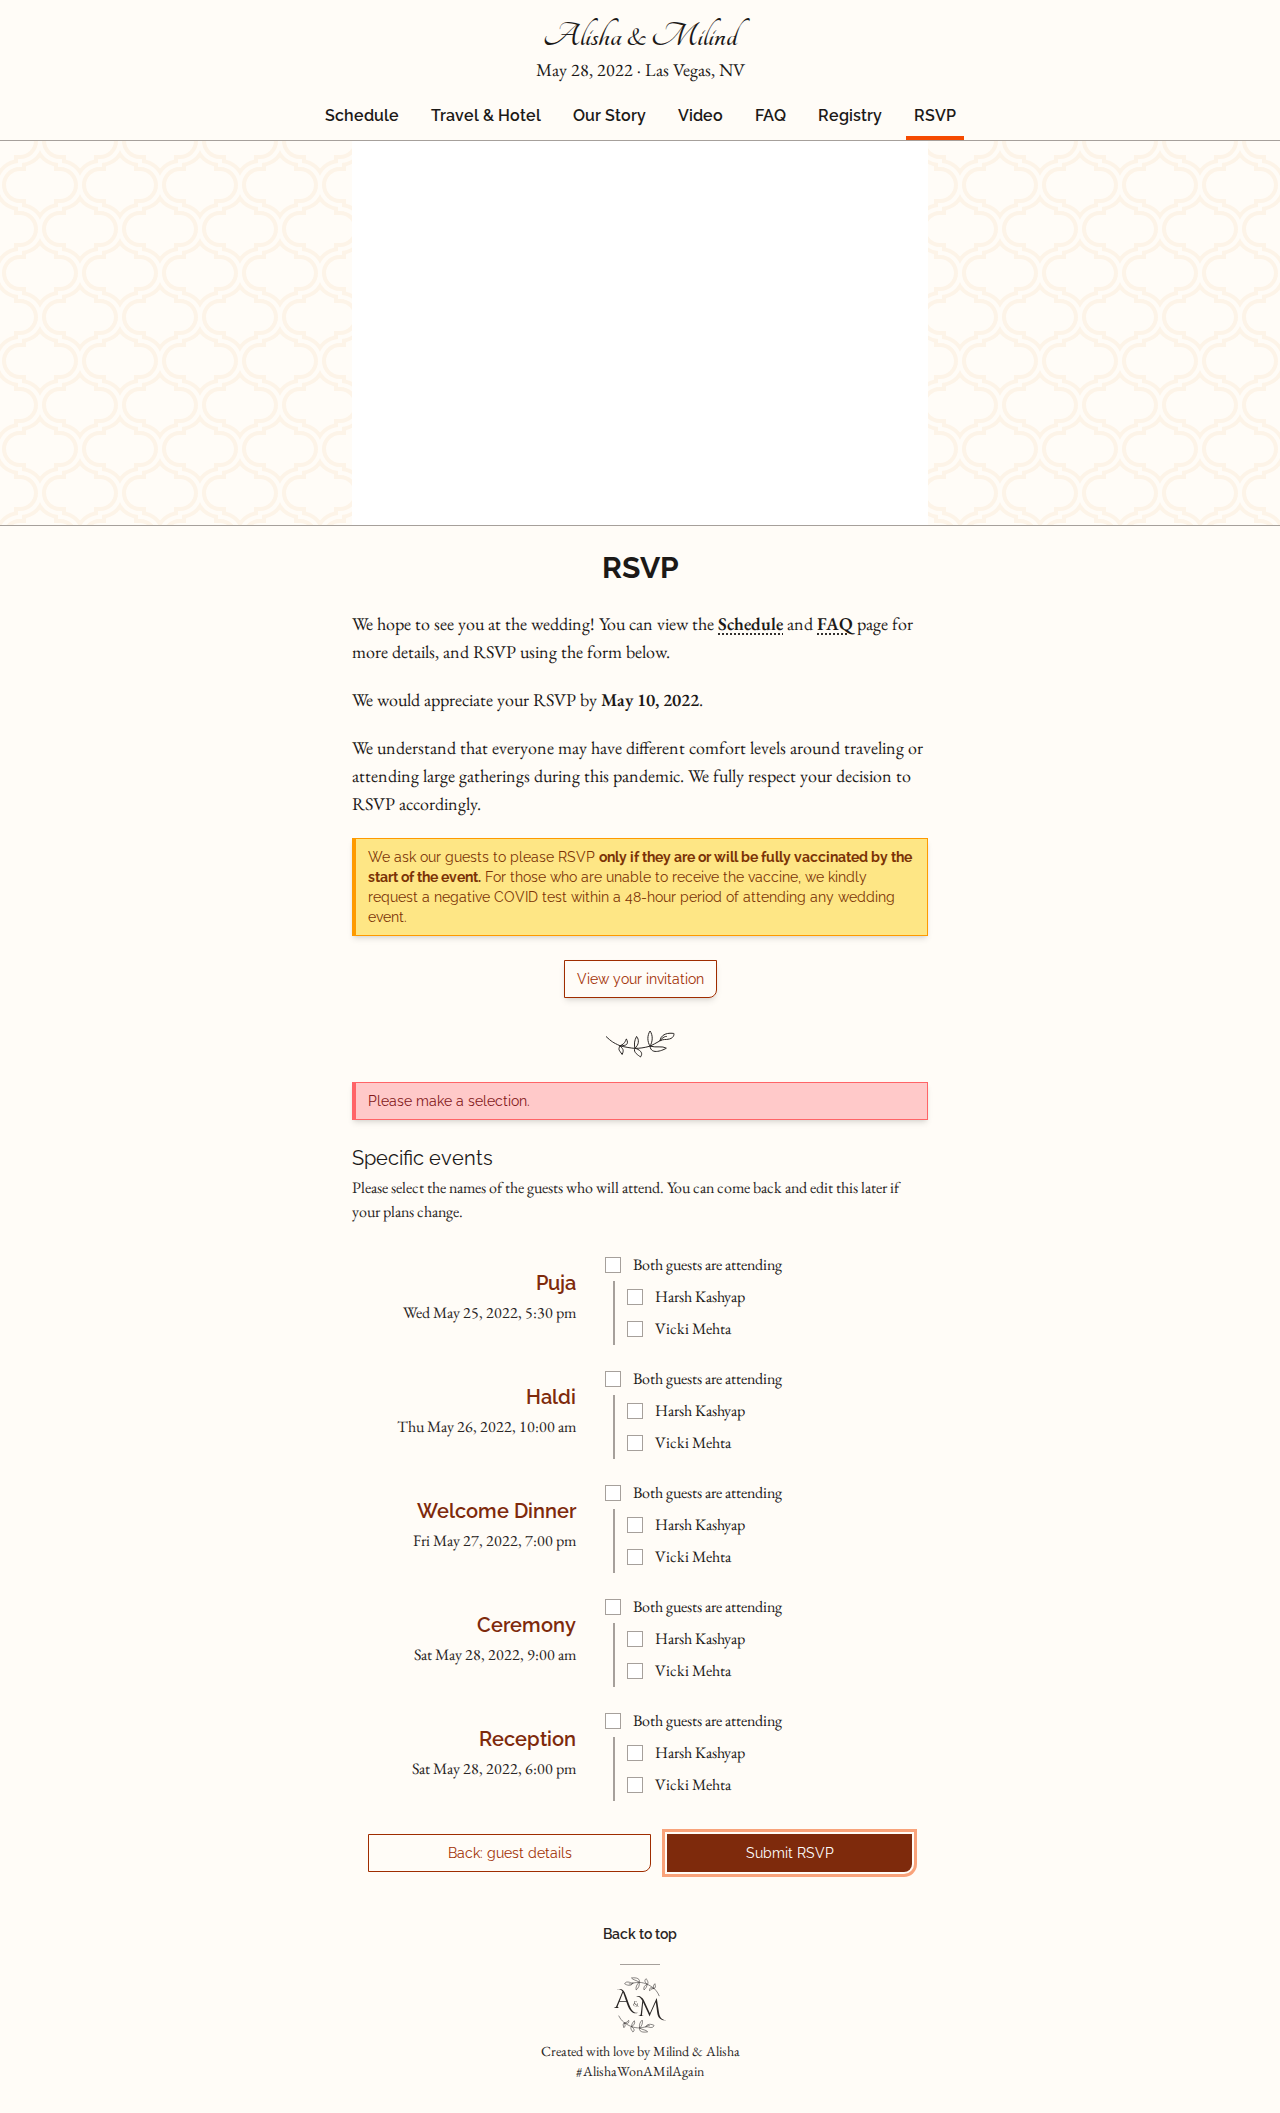 Alisha & Milind
May 28, 2022 · Las Vegas, NV
Schedule Travel & Hotel Our Story Video FAQ Registry RSVP
RSVP
We hope to see you at the wedding! You can view the Schedule and FAQ page for
more details, and RSVP using the form below.
We would appreciate your RSVP by May 10, 2022.
We understand that everyone may have different comfort levels around traveling or
attending large gatherings during this pandemic. We fully respect your decision to
RSVP accordingly.
We ask our guests to please RSVP only if they are or will be fully vaccinated by the
start of the event. For those who are unable to receive the vaccine, we kindly
request a negative COVID test within a 48-hour period of attending any wedding
event.
View your invitation
Please make a selection.
Specific events
Please select the names of the guests who will attend. You can come back and edit this later if
your plans change.
Puja
Wed May 25, 2022, 5:30 pm
Both guests are attending
Harsh Kashyap
Vicki Mehta
Haldi
Thu May 26, 2022, 10:00 am
Both guests are attending
Harsh Kashyap
Vicki Mehta
Welcome Dinner
Fri May 27, 2022, 7:00 pm
Both guests are attending
Harsh Kashyap
Vicki Mehta
Ceremony
Sat May 28, 2022, 9:00 am
Both guests are attending
Harsh Kashyap
Vicki Mehta
Reception
Sat May 28, 2022, 6:00 pm
Both guests are attending
Harsh Kashyap
Vicki Mehta
Back: guest details Submit RSVP
Back to top
A&M
Created with love by Milind & Alisha
#AlishaWonAMilAgain